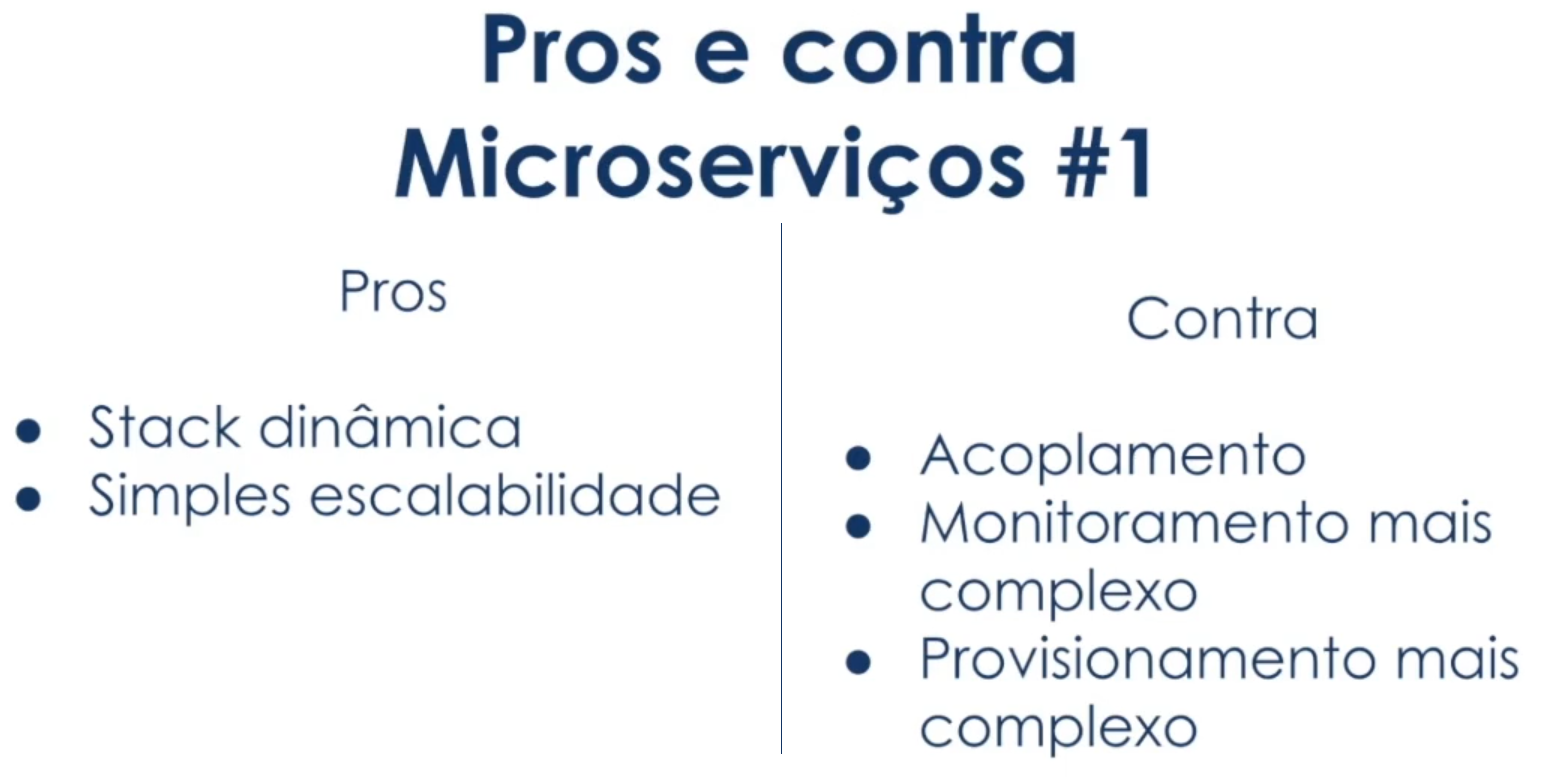 Pros e contra
Microserviços #1
Pros
● Stack dinâmica
● Simples escalabilidade
Contra
● Acoplamento
● Monitoramento mais
complexo
● Provisionamento mais
complexo